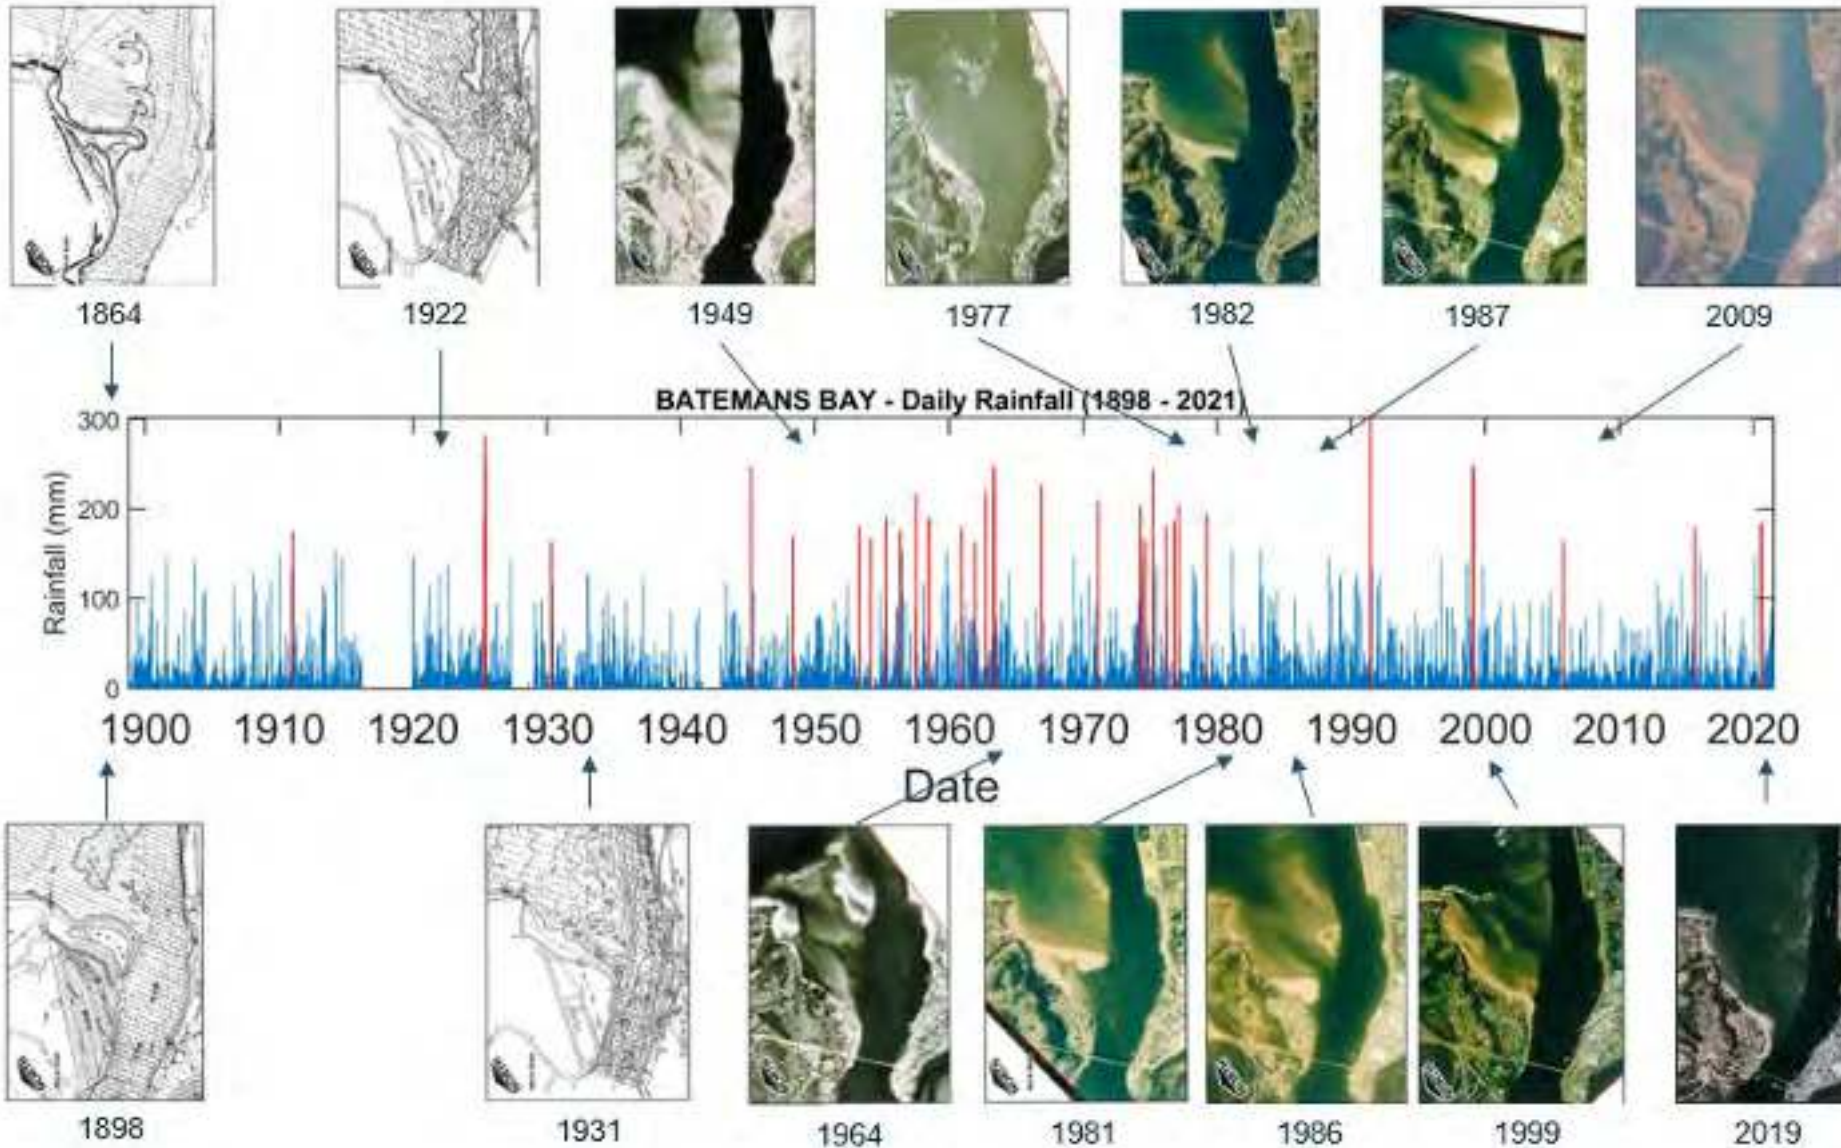 1864 1922 1949 1977 1982 1987 2009
BATEMANS BAY - Daily Rainfall (1898 - 2021)
Rainfall (mm)
300
200
100
0
1900 1910 1920 1930 1940 1950 1960 1970 1980 1990 2000 2010 2020
Date
1898 1931 1964 1981 1986 1999 2019